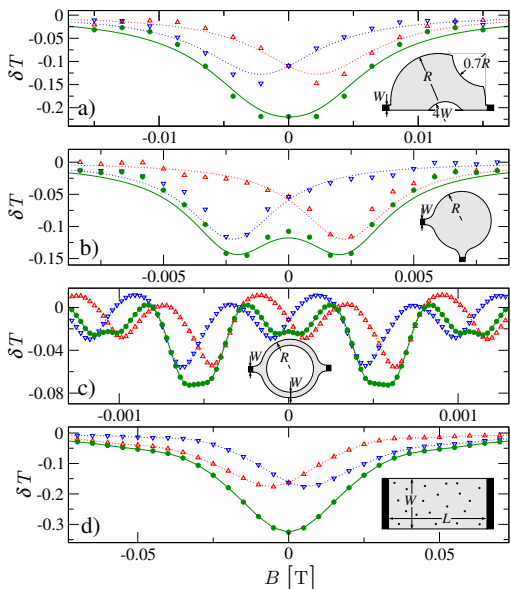 0
-0.05
-0.1
-0.15
-0.2
δT
a)
W
R
0.7R
4W
-0.01
0
0.01
0
-0.05
-0.1
-0.15
δT
b)
W
R
-0.005
0
0.005
0
-0.04
-0.08
δT
c)
W
R
W
-0.001
0
0.001
0
-0.1
-0.2
-0.3
δT
d)
W
L
-0.05
0
0.05
B [T]